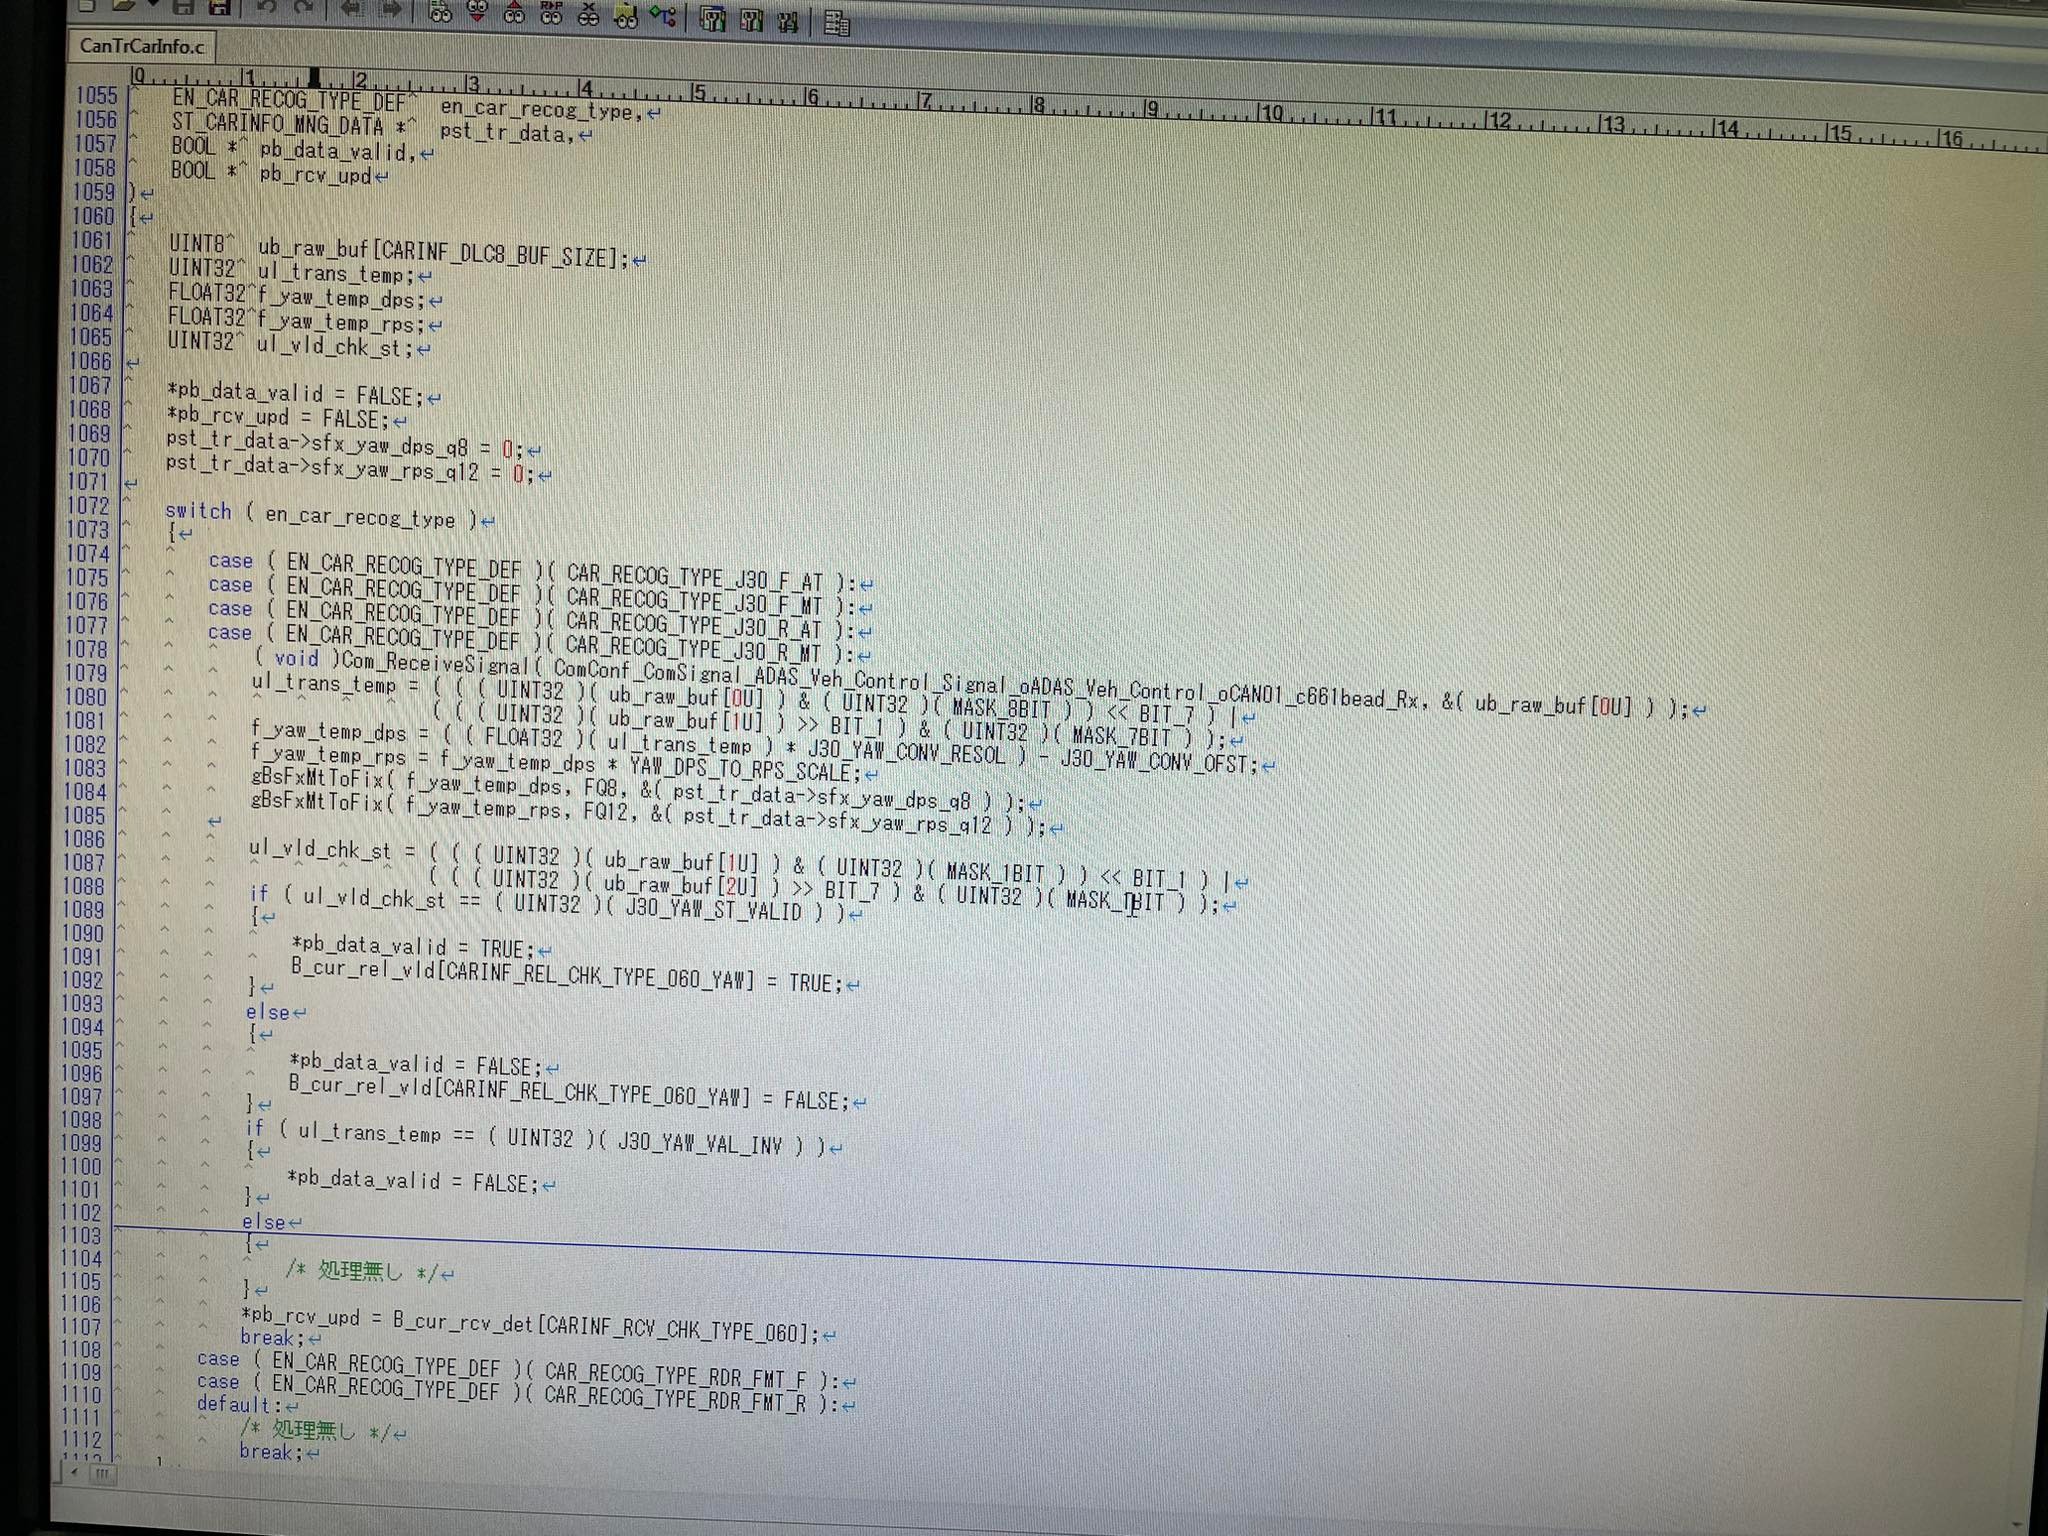 CanTrCarInfo.c
0 1 2 3 4 5 6 7 8 9 10 11 12 13 14 15 16
1055 EN_CAR_RECOG_TYPE_DEF^ en_car_recog_type,↵
1056 ST_CARINFO_MNG_DATA *^ pst_tr_data,↵
1057 BOOL *^ pb_data_valid,↵
1058 BOOL *^ pb_rcv_upd↵
1059 )↵
1060 {↵
1061 UINT8^ ub_raw_buf[CARINF_DLC8_BUF_SIZE];↵
1062 UINT32^ ul_trans_temp;↵
1063 FLOAT32^f_yaw_temp_dps;↵
1064 FLOAT32^f_yaw_temp_rps;↵
1065 UINT32^ ul_vld_chk_st;↵
1066 ↵
1067 *pb_data_valid = FALSE;↵
1068 *pb_rcv_upd = FALSE;↵
1069 pst_tr_data->sfx_yaw_dps_q8 = 0;↵
1070 pst_tr_data->sfx_yaw_rps_q12 = 0;↵
1071 ↵
1072 switch ( en_car_recog_type )↵
1073 {↵
1074 case ( EN_CAR_RECOG_TYPE_DEF )( CAR_RECOG_TYPE_J30_F_AT ):↵
1075 case ( EN_CAR_RECOG_TYPE_DEF )( CAR_RECOG_TYPE_J30_F_MT ):↵
1076 case ( EN_CAR_RECOG_TYPE_DEF )( CAR_RECOG_TYPE_J30_R_AT ):↵
1077 case ( EN_CAR_RECOG_TYPE_DEF )( CAR_RECOG_TYPE_J30_R_MT ):↵
1078 ( void )Com_ReceiveSignal( ComConf_ComSignal_ADAS_Veh_Control_Signal_oADAS_Veh_Control_oCAN01_c661bead_Rx, &( ub_raw_buf[0U] ) );↵
1079 ul_trans_temp = ( ( ( UINT32 )( ub_raw_buf[0U] ) & ( UINT32 )( MASK_8BIT ) ) << BIT_7 ) |↵
1080 ( ( ( UINT32 )( ub_raw_buf[1U] ) >> BIT_1 ) & ( UINT32 )( MASK_7BIT ) );↵
1081 f_yaw_temp_dps = ( ( FLOAT32 )( ul_trans_temp ) * J30_YAW_CONV_RESOL ) - J30_YAW_CONV_OFST;↵
1082 f_yaw_temp_rps = f_yaw_temp_dps * YAW_DPS_TO_RPS_SCALE;↵
1083 gBsFxMtToFix( f_yaw_temp_dps, FQ8, &( pst_tr_data->sfx_yaw_dps_q8 ) );↵
1084 gBsFxMtToFix( f_yaw_temp_rps, FQ12, &( pst_tr_data->sfx_yaw_rps_q12 ) );↵
1085 ↵
1086 ul_vld_chk_st = ( ( ( UINT32 )( ub_raw_buf[1U] ) & ( UINT32 )( MASK_1BIT ) ) << BIT_1 ) |↵
1087 ( ( ( UINT32 )( ub_raw_buf[2U] ) >> BIT_7 ) & ( UINT32 )( MASK_1BIT ) );↵
1088 if ( ul_vld_chk_st == ( UINT32 )( J30_YAW_ST_VALID ) )↵
1089 {↵
1090 *pb_data_valid = TRUE;↵
1091 B_cur_rel_vld[CARINF_REL_CHK_TYPE_060_YAW] = TRUE;↵
1092 }↵
1093 else↵
1094 {↵
1095 *pb_data_valid = FALSE;↵
1096 B_cur_rel_vld[CARINF_REL_CHK_TYPE_060_YAW] = FALSE;↵
1097 }↵
1098 if ( ul_trans_temp == ( UINT32 )( J30_YAW_VAL_INV ) )↵
1099 {↵
1100 *pb_data_valid = FALSE;↵
1101 }↵
1102 else↵
1103 {↵
1104 /* 処理無し */↵
1105 }↵
1106 *pb_rcv_upd = B_cur_rcv_det[CARINF_RCV_CHK_TYPE_060];↵
1107 break;↵
1108 case ( EN_CAR_RECOG_TYPE_DEF )( CAR_RECOG_TYPE_RDR_FMT_F ):↵
1109 case ( EN_CAR_RECOG_TYPE_DEF )( CAR_RECOG_TYPE_RDR_FMT_R ):↵
1110 default:↵
1111 /* 処理無し */↵
1112 break;↵